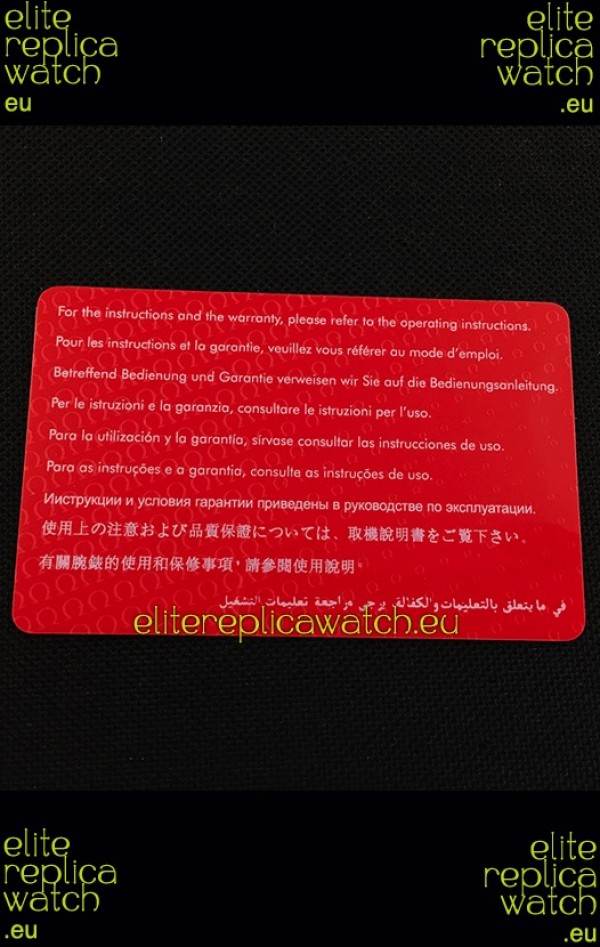 elite
replica
watch
eu
elite
replica
watch
.eu
For the instructions and the warranty, please refer to the operating instructions.
Pour les instructions et la garantie, veuillez vous référer au mode d'emploi.
Betreffend Bedienung und Garantie verweisen wir Sie auf die Bedienungsanleitung.
Per le istruzioni e la garanzia, consultare le istruzioni per l'uso.
Para la utilización y la garantía, sírvase consultar las instrucciones de uso.
Para as instruções e a garantia, consulte as instruções de uso.
Инструкции и условия гарантии приведены в руководстве по эксплуатации.
使用上の注意および品質保證については、取機說明書をご覧下さい。
有關腕錶的使用和保修事項,請參閱使用說明。
في ما يتعلق بالتعليمات والكفالة، يرجى مراجعة تعليمات التشغيل
elitereplicawatch.eu
elite
replica
watch
.eu
elite
replica
watch
.eu